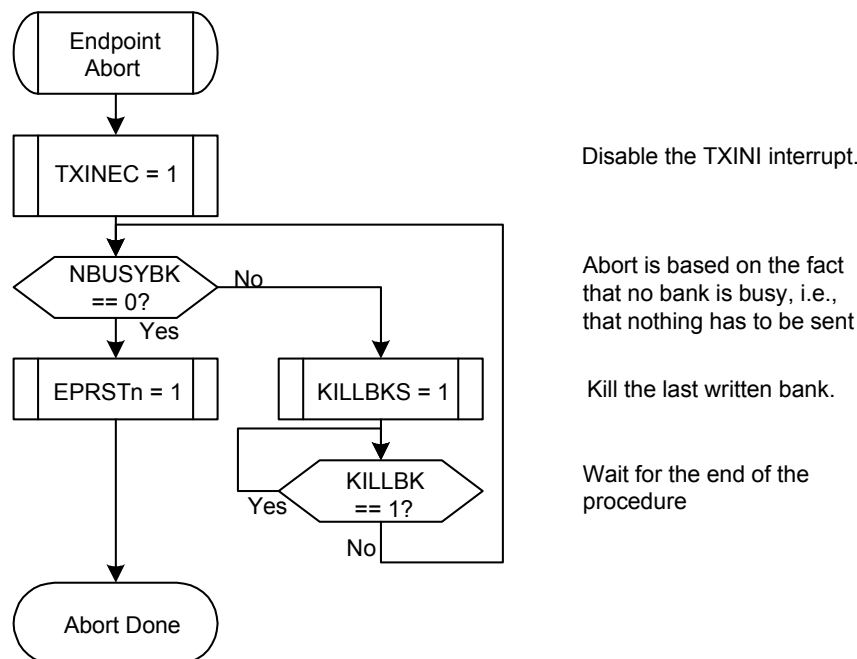 Endpoint
Abort
TXINEC = 1
Disable the TXINI interrupt.
NBUSYBK
== 0?
No
Yes
Abort is based on the fact
that no bank is busy, i.e.,
that nothing has to be sent
EPRSTn = 1
KILLBKS = 1
Kill the last written bank.
KILLBK
== 1?
Yes
No
Wait for the end of the
procedure
Abort Done